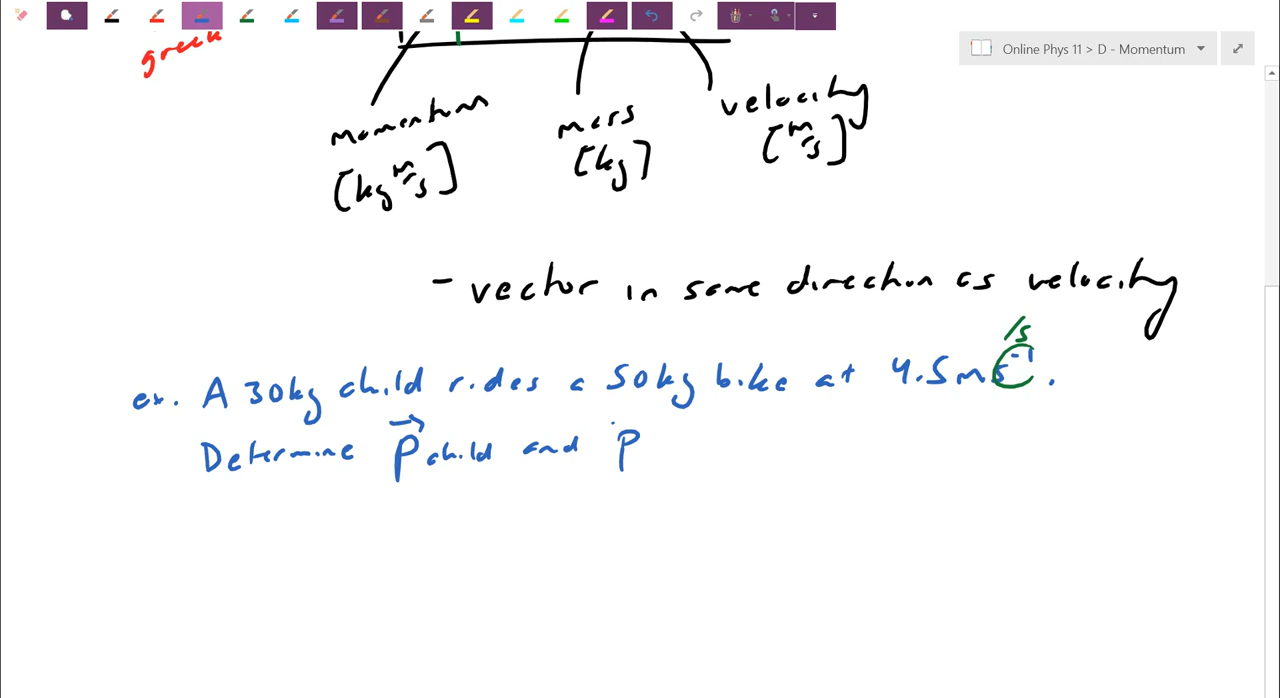 Online Phys 11 > D - Momentum
greek
momentum mass velocity
[kg m/s] [kg] [m/s]
- vector in same direction as velocity
/s
ex. A 30kg child rides a 50kg bike at 4.5ms⁻¹.
Determine p⃗ child and p